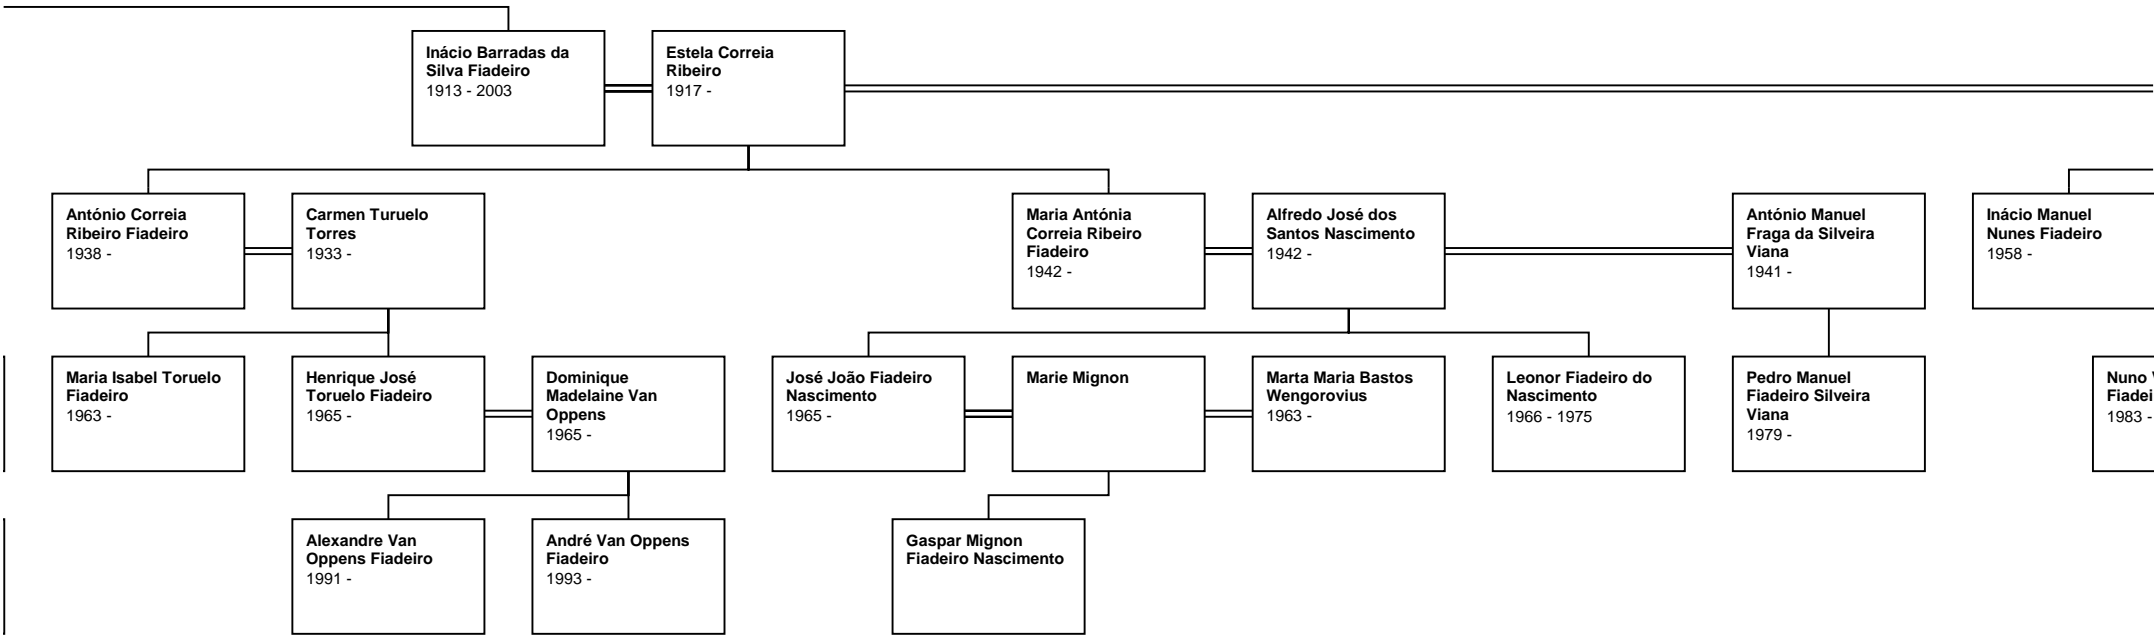 Inácio Barradas da
Silva Fiadeiro
1913 - 2003
Estela Correia
Ribeiro
1917 -
António Correia
Ribeiro Fiadeiro
1938 -
Carmen Turuelo
Torres
1933 -
Maria Antónia
Correia Ribeiro
Fiadeiro
1942 -
Alfredo José dos
Santos Nascimento
1942 -
António Manuel
Fraga da Silveira
Viana
1941 -
Inácio Manuel
Nunes Fiadeiro
1958 -
Maria Isabel Toruelo
Fiadeiro
1963 -
Henrique José
Toruelo Fiadeiro
1965 -
Dominique
Madelaine Van
Oppens
1965 -
José João Fiadeiro
Nascimento
1965 -
Marie Mignon
Marta Maria Bastos
Wengorovius
1963 -
Leonor Fiadeiro do
Nascimento
1966 - 1975
Pedro Manuel
Fiadeiro Silveira
Viana
1979 -
Nuno
1983 -
Alexandre Van
Oppens Fiadeiro
1991 -
André Van Oppens
Fiadeiro
1993 -
Gaspar Mignon
Fiadeiro Nascimento